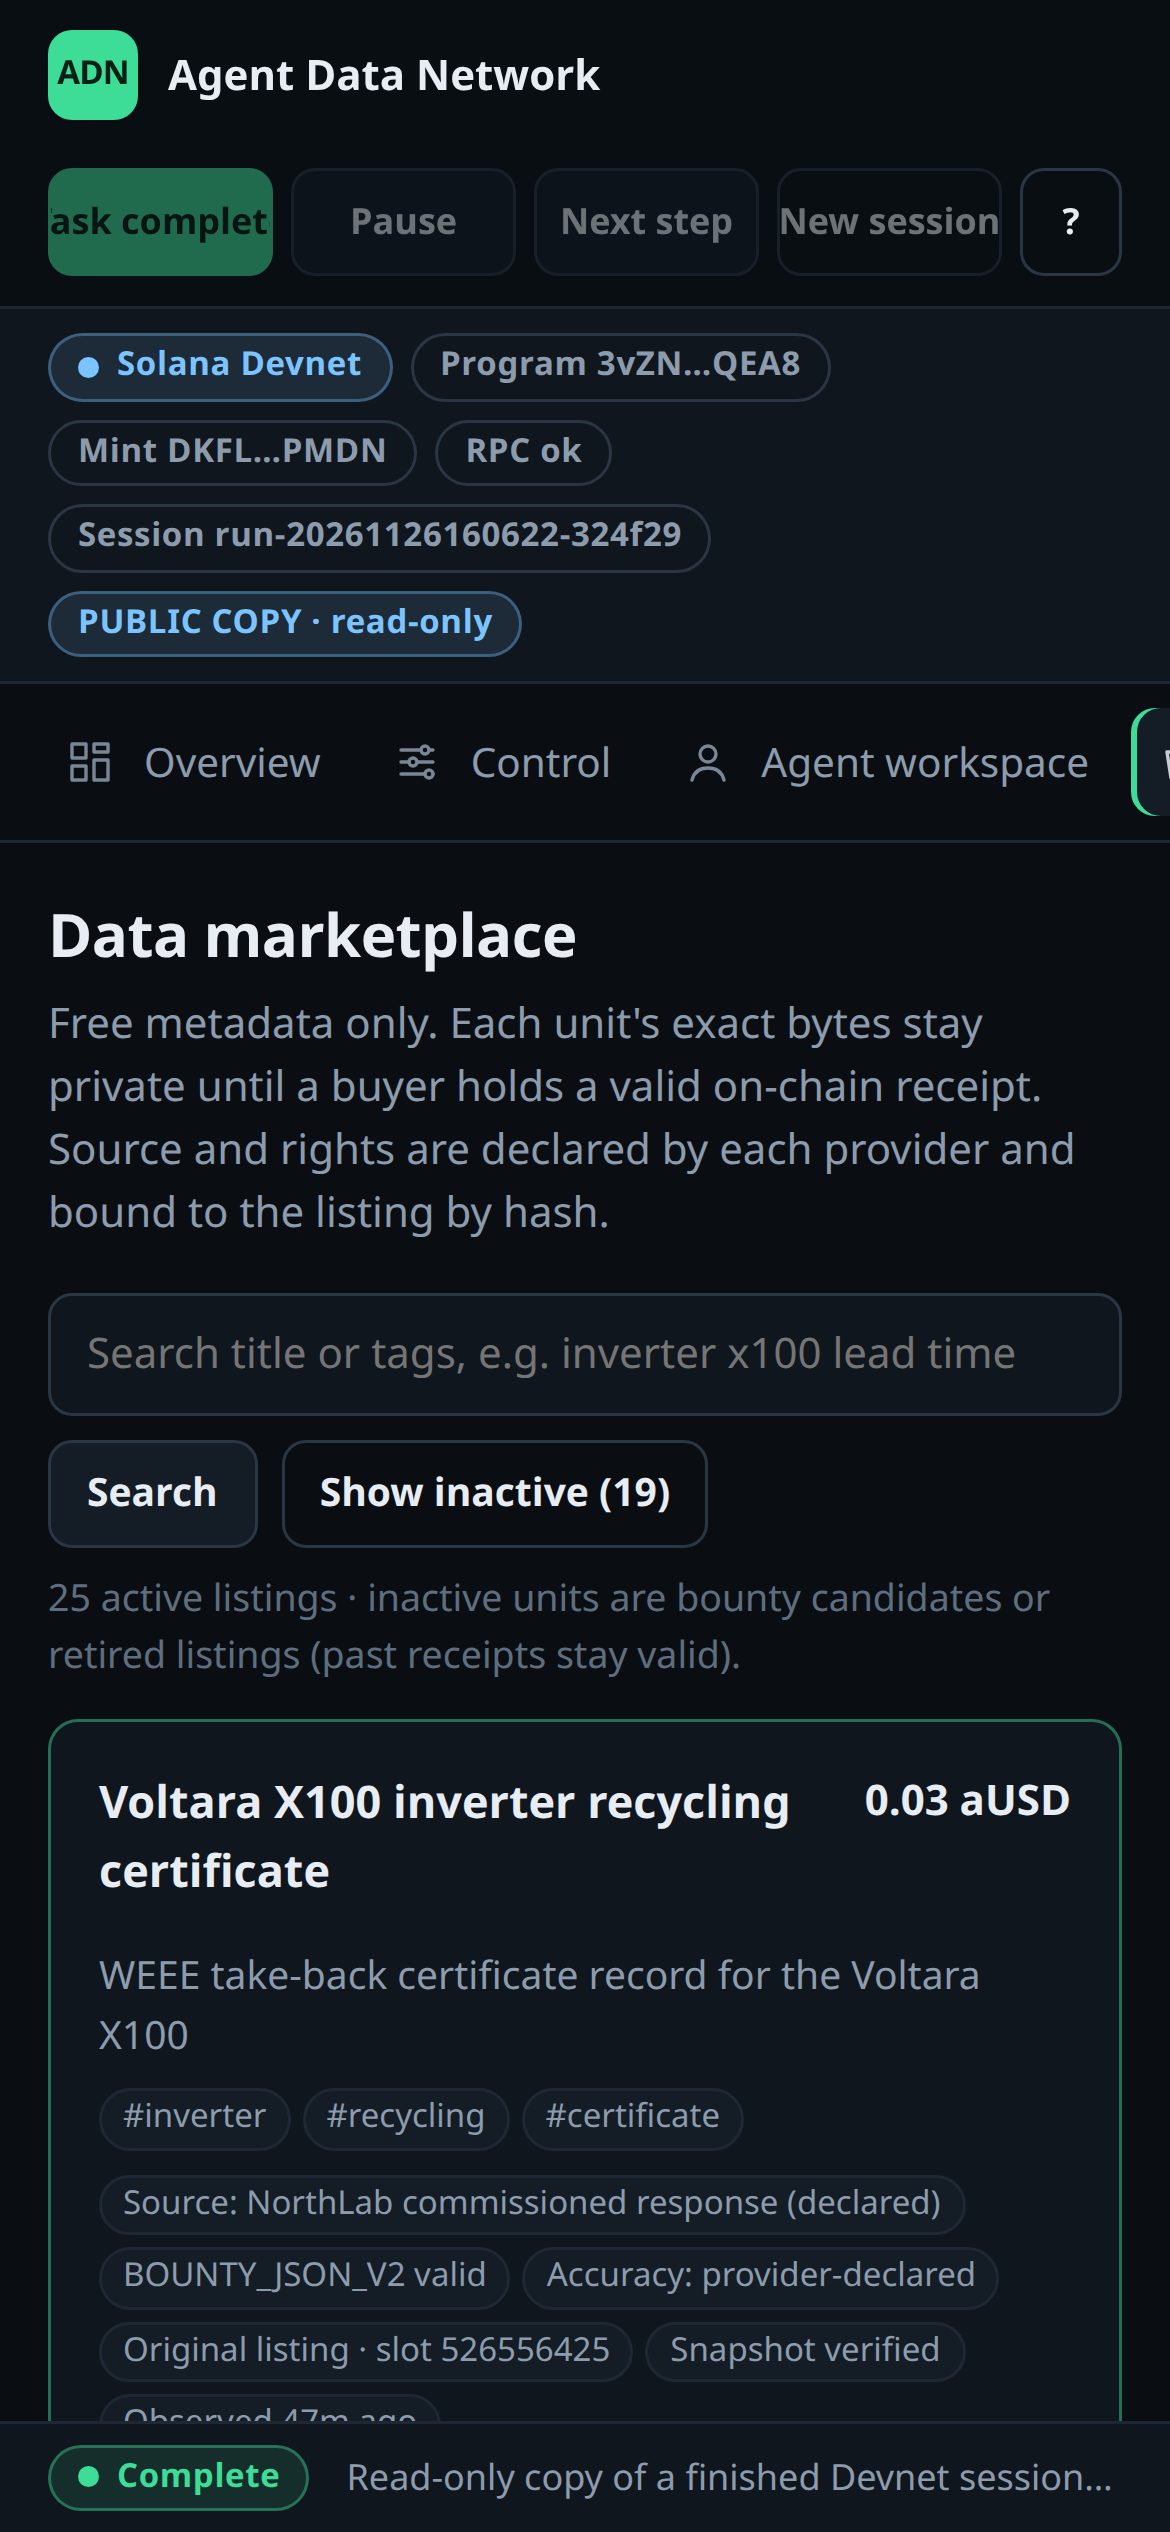 ADN
Agent Data Network
ask complet
Pause
Next step
New session
?
Solana Devnet
Program 3vZN…QEA8
Mint DKFL…PMDN
RPC ok
Session run-20261126160622-324f29
PUBLIC COPY · read-only
Overview
Control
Agent workspace
Data marketplace
Free metadata only. Each unit's exact bytes stay
private until a buyer holds a valid on-chain receipt.
Source and rights are declared by each provider and
bound to the listing by hash.
Search title or tags, e.g. inverter x100 lead time
Search
Show inactive (19)
25 active listings · inactive units are bounty candidates or
retired listings (past receipts stay valid).
Voltara X100 inverter recycling
certificate
0.03 aUSD
WEEE take-back certificate record for the Voltara
X100
#inverter
#recycling
#certificate
Source: NorthLab commissioned response (declared)
BOUNTY_JSON_V2 valid
Accuracy: provider-declared
Original listing · slot 526556425
Snapshot verified
Observed 47m ago
Complete
Read-only copy of a finished Devnet session…